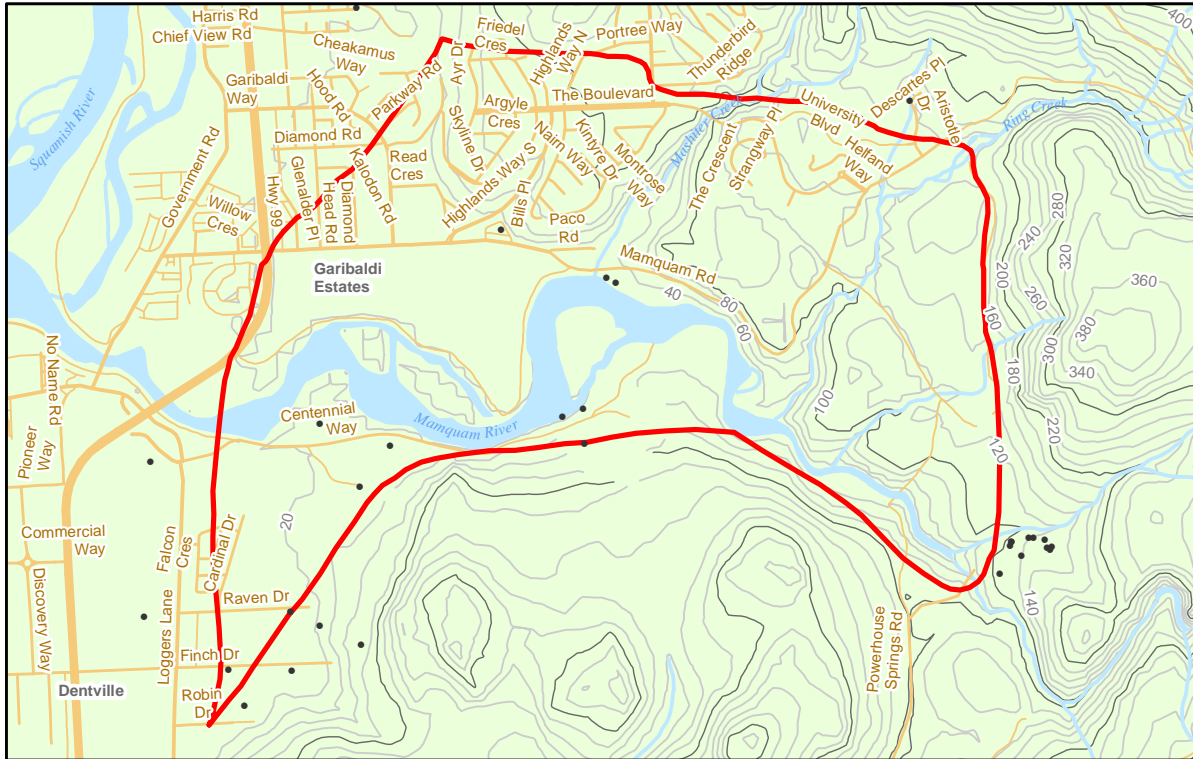 Harris Rd
Chief View Rd
Cheakamus
Way
Friedel
Cres
Highlands
Way N
Portree Way
Thunderbird
Ridge
400
Garibaldi
Way
Hood Rd
Parkway Rd
Ayr Dr
Argyle
Cres
The Boulevard
University
Blvd
Descartes Pl
Aristotle
Dr
Ring Creek
Squamish River
Government Rd
Diamond Rd
Kalodon Rd
Read
Cres
Skyline Dr
Nairn Way
Kintyre Dr
Montrose
Way
Mashiter Creek
The Crescent
Strangway Pl
Helfand
Way
Willow
Cres
Hwy 99
Glenalder Pl
Diamond
Head Rd
Highlands Way S
Bills Pl
Paco
Rd
Mamquam Rd
Garibaldi
Estates
40
80
60
280
240
320
200
260
160
300
360
380
340
180
No Name Rd
Pioneer
Way
Centennial
Way
Mamquam River
100
220
120
20
Commercial
Way
Falcon
Cres
Cardinal Dr
Discovery Way
Loggers Lane
Raven Dr
Finch Dr
Robin
Dr
Dentville
Powerhouse
Springs Rd
140